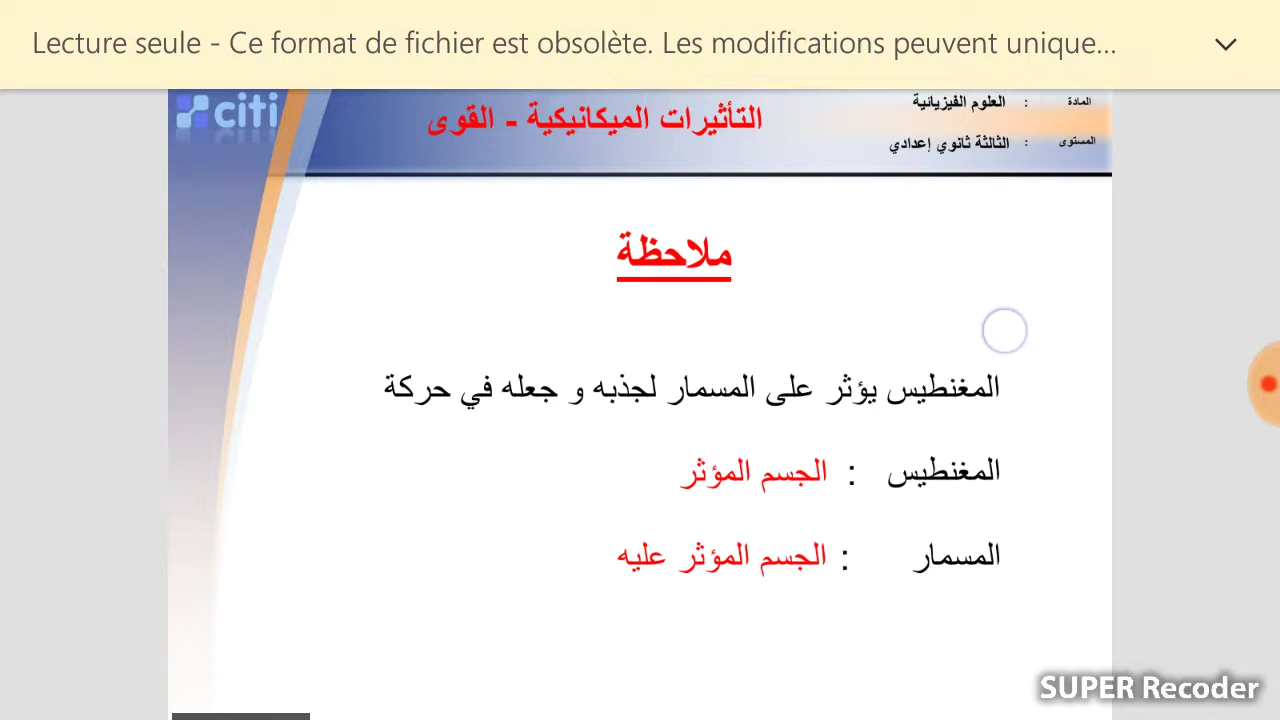 Lecture seule - Ce format de fichier est obsolète. Les modifications peuvent unique...
citi
المادة : العلوم الفيزيائية
التأثيرات الميكانيكية - القوى
المستوى : الثالثة ثانوي إعدادي
ملاحظة
المغنطيس يؤثر على المسمار لجذبه و جعله في حركة
المغنطيس : الجسم المؤثر
المسمار : الجسم المؤثر عليه
SUPER Recoder